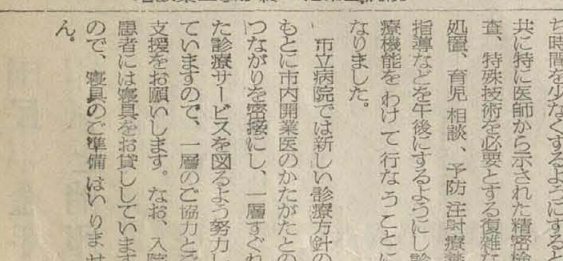 ち時間を少なくするようにすると
共に特に医師から示された精密検
査、特殊技術を必要とする復雑な
処置、育児相談、予防注射療養
指導などを午後にするようにし診
療機能をわけて行なうことに
なりました。
市立病院では新しい診療方針の
もとに市内開業医のかたがたとの
つながりを密接にし、一層すぐれ
た診療サービスを図るよう努力し
ていますので、一層のご協力とご
支援をお願いします。なお、入院
患者には寝具をお貸ししています
ので、寝具のご準備はいりませ
ん。